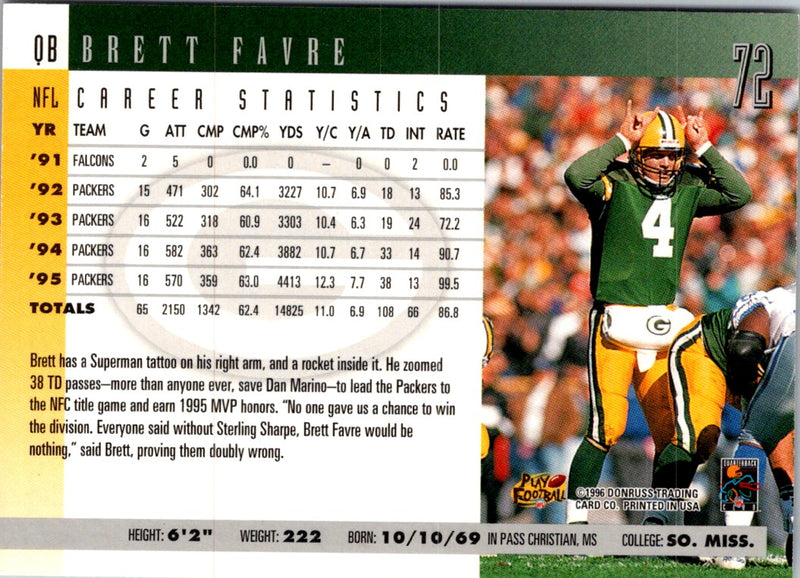 QB BRETT FAVRE
72
NFL CAREER STATISTICS
YR TEAM G ATT CMP CMP% YDS Y/C Y/A TD INT RATE
'91 FALCONS 2 5 0 0.0 0 – 0 0 2 0.0
'92 PACKERS 15 471 302 64.1 3227 10.7 6.9 18 13 85.3
'93 PACKERS 16 522 318 60.9 3303 10.4 6.3 19 24 72.2
'94 PACKERS 16 582 363 62.4 3882 10.7 6.7 33 14 90.7
'95 PACKERS 16 570 359 63.0 4413 12.3 7.7 38 13 99.5
TOTALS 65 2150 1342 62.4 14825 11.0 6.9 108 66 86.8
4
G
Brett has a Superman tattoo on his right arm, and a rocket inside it. He zoomed
38 TD passes—more than anyone ever, save Dan Marino—to lead the Packers to
the NFC title game and earn 1995 MVP honors. “No one gave us a chance to win
the division. Everyone said without Sterling Sharpe, Brett Favre would be
nothing,” said Brett, proving them doubly wrong.
PLAY
FOOTBALL
©1996 DONRUSS TRADING
CARD CO. PRINTED IN USA
QUARTERBACK
CLUB
HEIGHT: 6'2" WEIGHT: 222 BORN: 10/10/69 IN PASS CHRISTIAN, MS COLLEGE: SO. MISS.